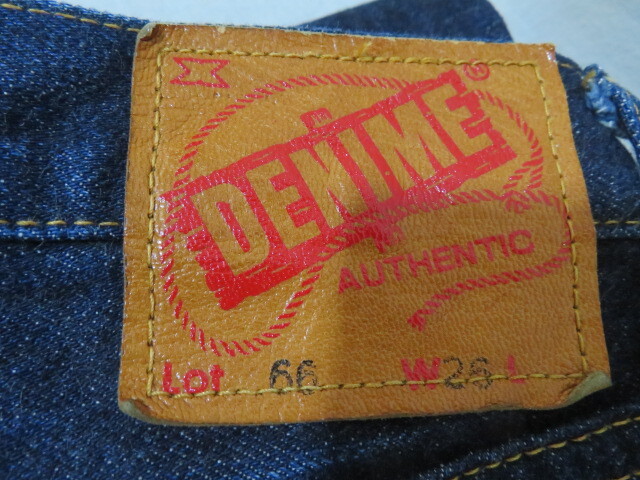 DENIME
®
AUTHENTIC
Lot 66 W26 L